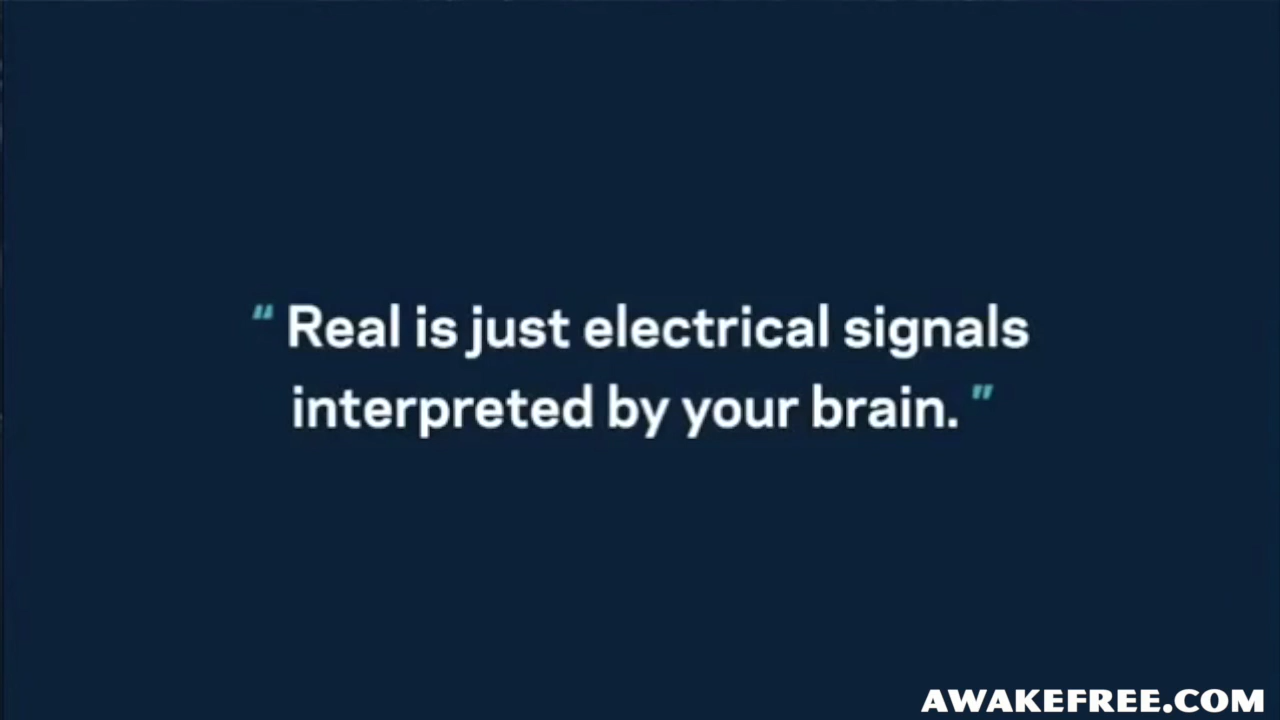 “ Real is just electrical signals
interpreted by your brain. ”
AWAKEFREE.COM